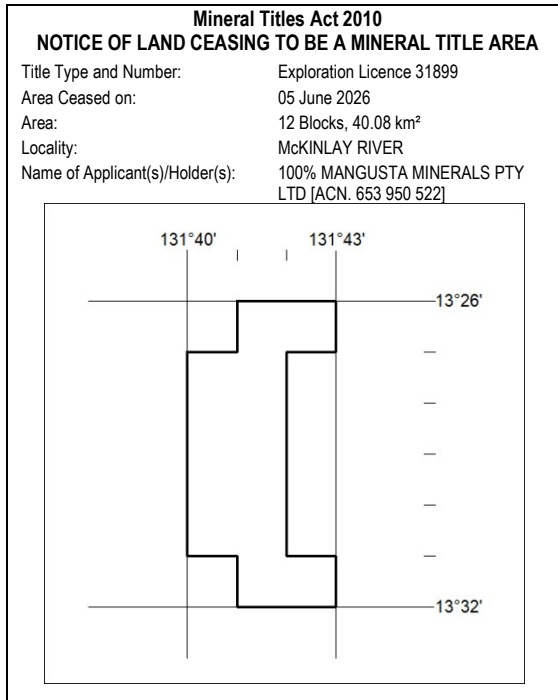 Mineral Titles Act 2010
NOTICE OF LAND CEASING TO BE A MINERAL TITLE AREA
Title Type and Number: Exploration Licence 31899
Area Ceased on: 05 June 2026
Area: 12 Blocks, 40.08 km²
Locality: McKINLAY RIVER
Name of Applicant(s)/Holder(s): 100% MANGUSTA MINERALS PTY
LTD [ACN. 653 950 522]
131°40' 131°43'
13°26'
13°32'